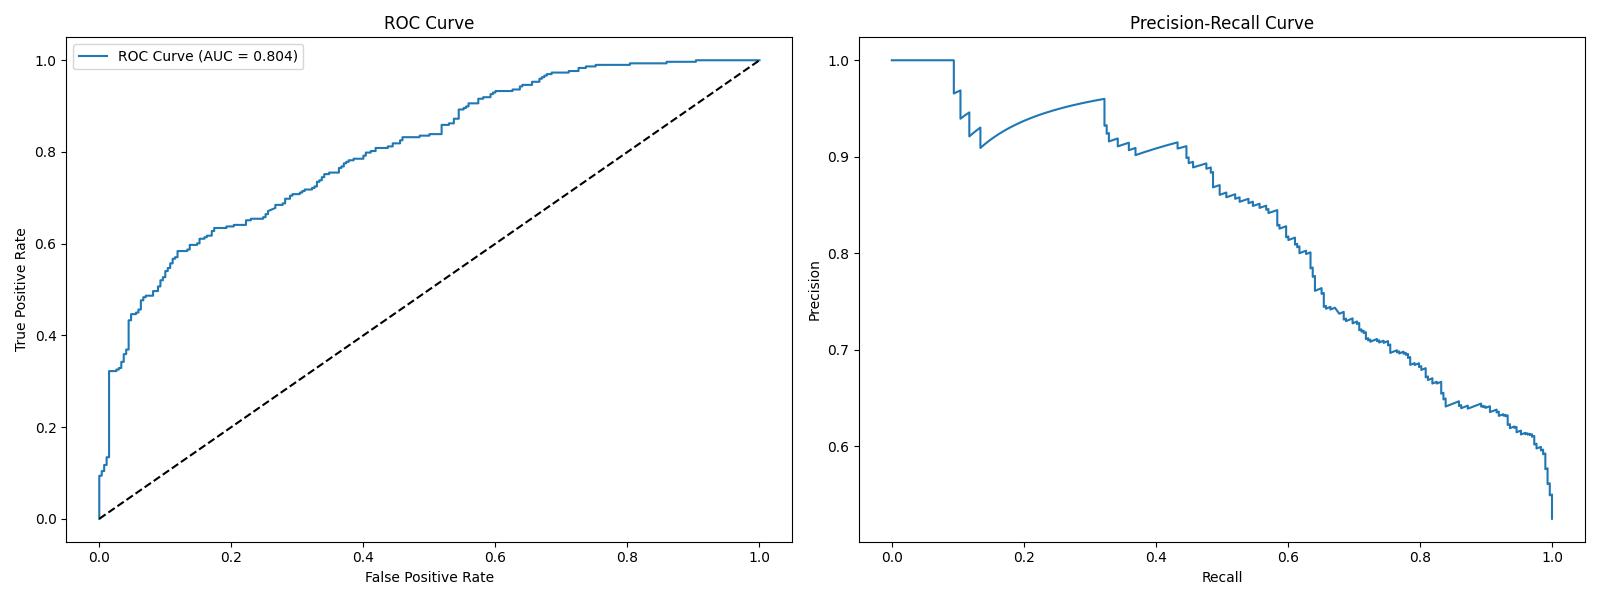 ROC Curve
ROC Curve (AUC = 0.804)
1.0
0.8
0.6
0.4
0.2
0.0
True Positive Rate
0.0 0.2 0.4 0.6 0.8 1.0
False Positive Rate
Precision-Recall Curve
1.0
0.9
0.8
0.7
0.6
Precision
0.0 0.2 0.4 0.6 0.8 1.0
Recall